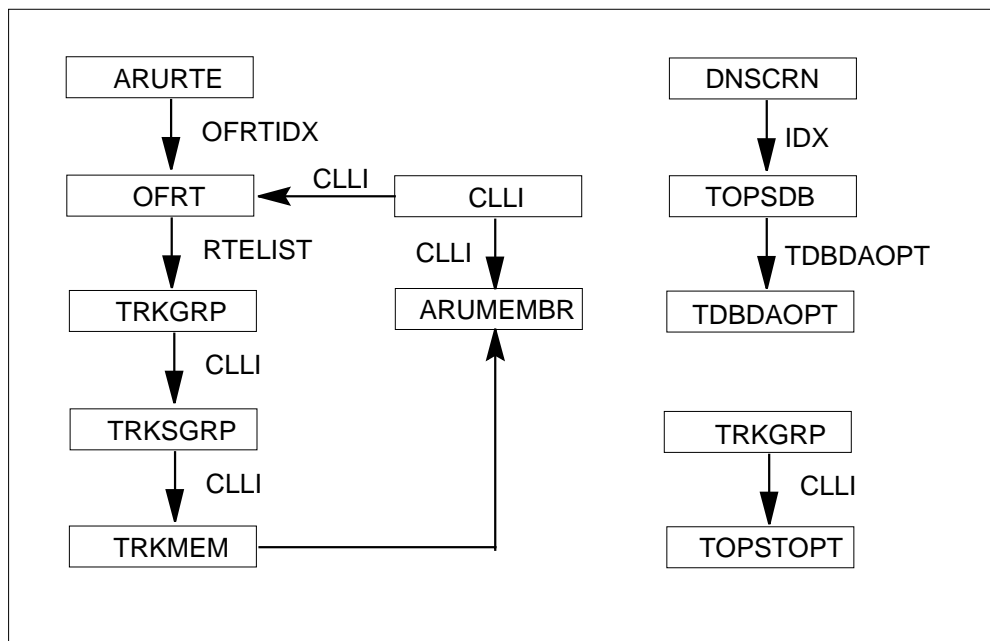 ARURTE
OFRTIDX
OFRT
CLLI
CLLI
RTELIST
CLLI
TRKGRP
ARUMEMBR
CLLI
TRKSGRP
CLLI
TRKMEM
DNSCRN
IDX
TOPSDB
TDBDAOPT
TDBDAOPT
TRKGRP
CLLI
TOPSTOPT